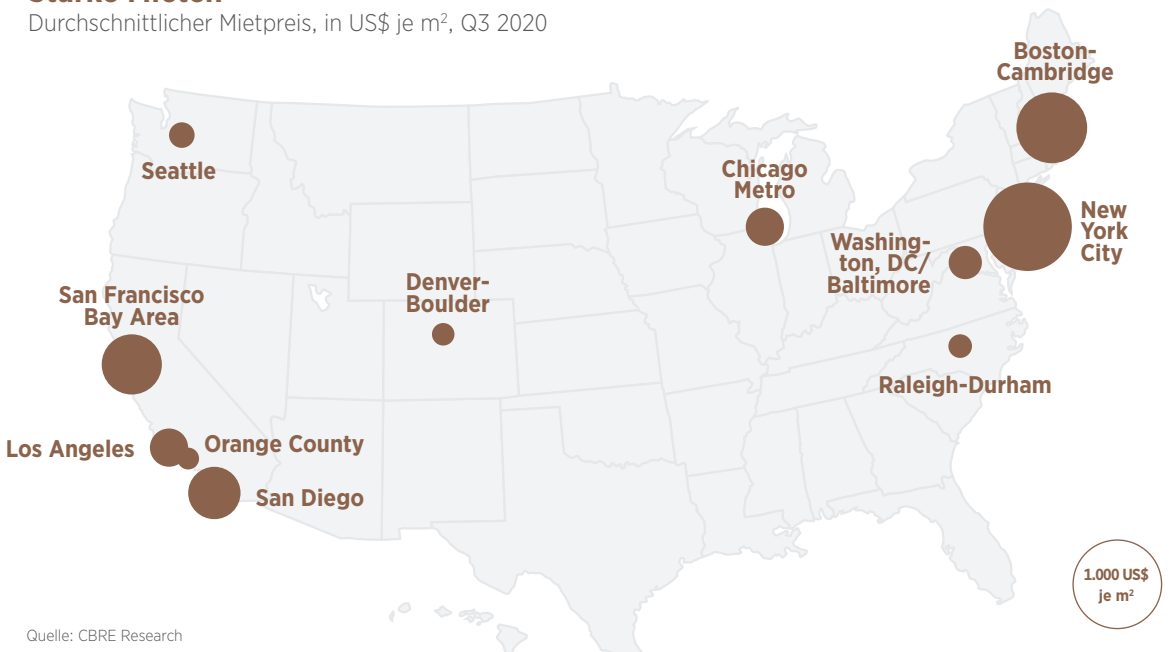 Starke Mieten
Durchschnittlicher Mietpreis, in US$ je m², Q3 2020
Boston-
Cambridge
Seattle
Chicago
Metro
New
York
City
Washing-
ton, DC/
Baltimore
Denver-
Boulder
San Francisco
Bay Area
Raleigh-Durham
Los Angeles
Orange County
San Diego
1.000 US$
je m²
Quelle: CBRE Research